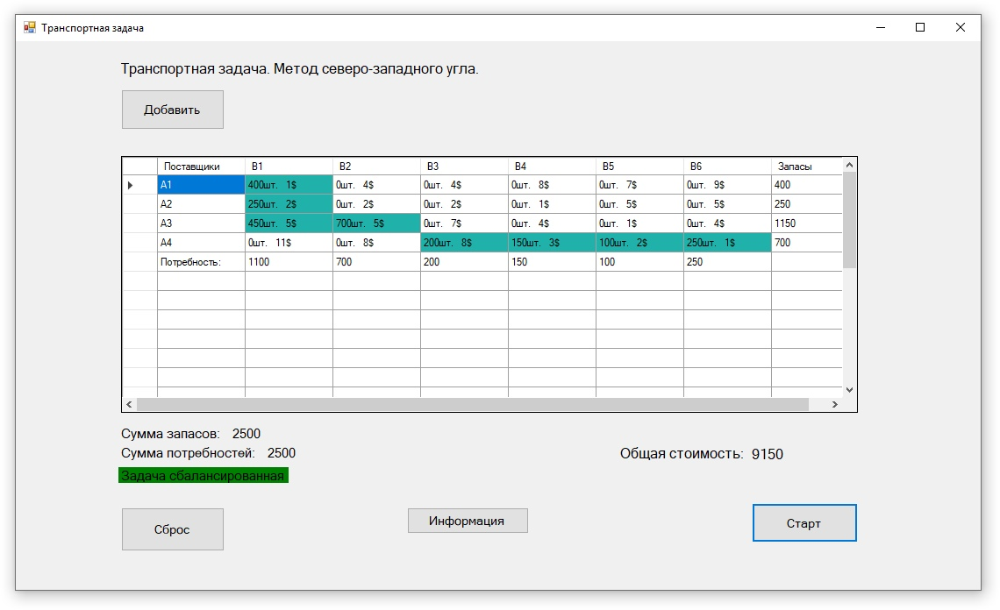 Транспортная задача
Транспортная задача. Метод северо-западного угла.
Добавить
Поставщики B1 B2 B3 B4 B5 B6 Запасы
A1 400шт. 1$ 0шт. 4$ 0шт. 4$ 0шт. 8$ 0шт. 7$ 0шт. 9$ 400
A2 250шт. 2$ 0шт. 2$ 0шт. 2$ 0шт. 1$ 0шт. 5$ 0шт. 5$ 250
A3 450шт. 5$ 700шт. 5$ 0шт. 7$ 0шт. 4$ 0шт. 1$ 0шт. 4$ 1150
A4 0шт. 11$ 0шт. 8$ 200шт. 8$ 150шт. 3$ 100шт. 2$ 250шт. 1$ 700
Потребность: 1100 700 200 150 100 250
Сумма запасов: 2500
Сумма потребностей: 2500
Общая стоимость: 9150
Задача сбалансированная
Сброс
Информация
Старт